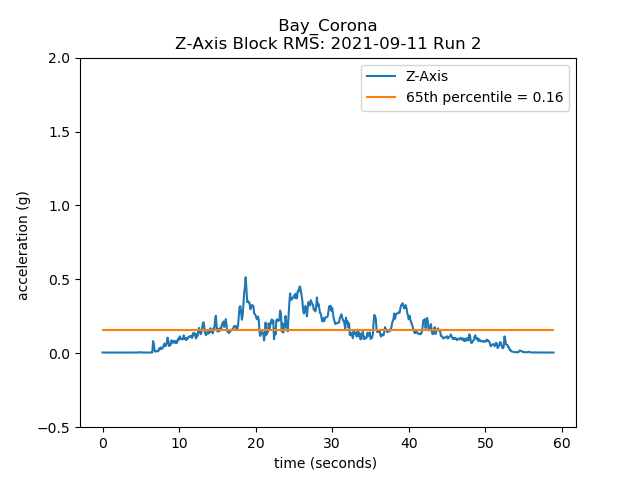 Bay_Corona
Z-Axis Block RMS: 2021-09-11 Run 2
Z-Axis
65th percentile = 0.16
acceleration (g)
2.0
1.5
1.0
0.5
0.0
−0.5
0 10 20 30 40 50 60
time (seconds)